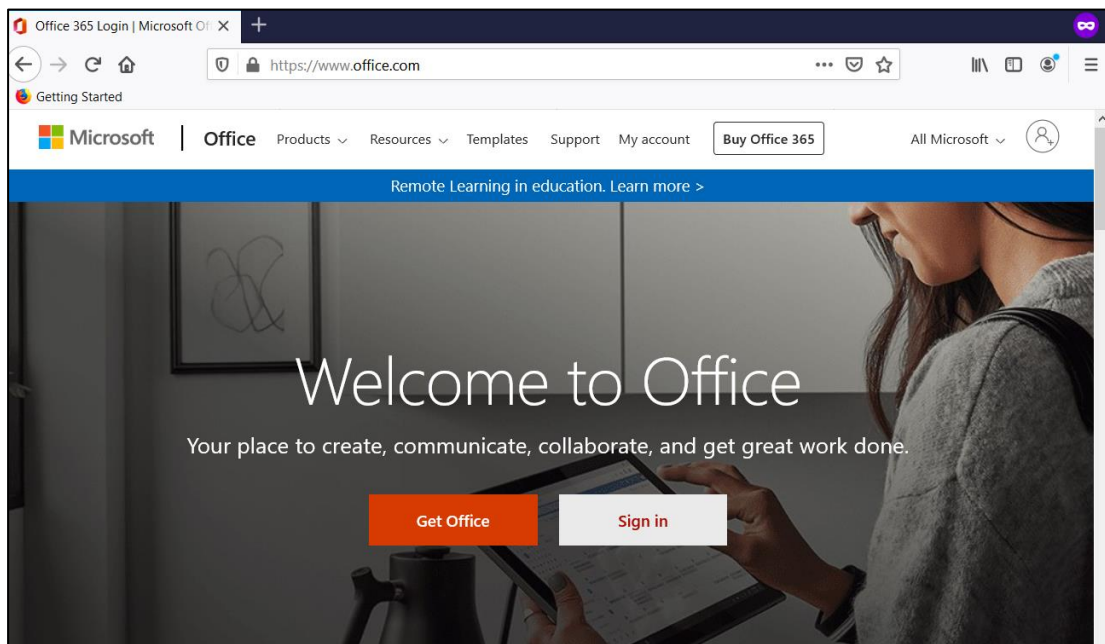 Office 365 Login | Microsoft Of
https://www.office.com
Getting Started
Microsoft | Office Products Resources Templates Support My account Buy Office 365 All Microsoft
Remote Learning in education. Learn more >
Welcome to Office
Your place to create, communicate, collaborate, and get great work done.
Get Office Sign in